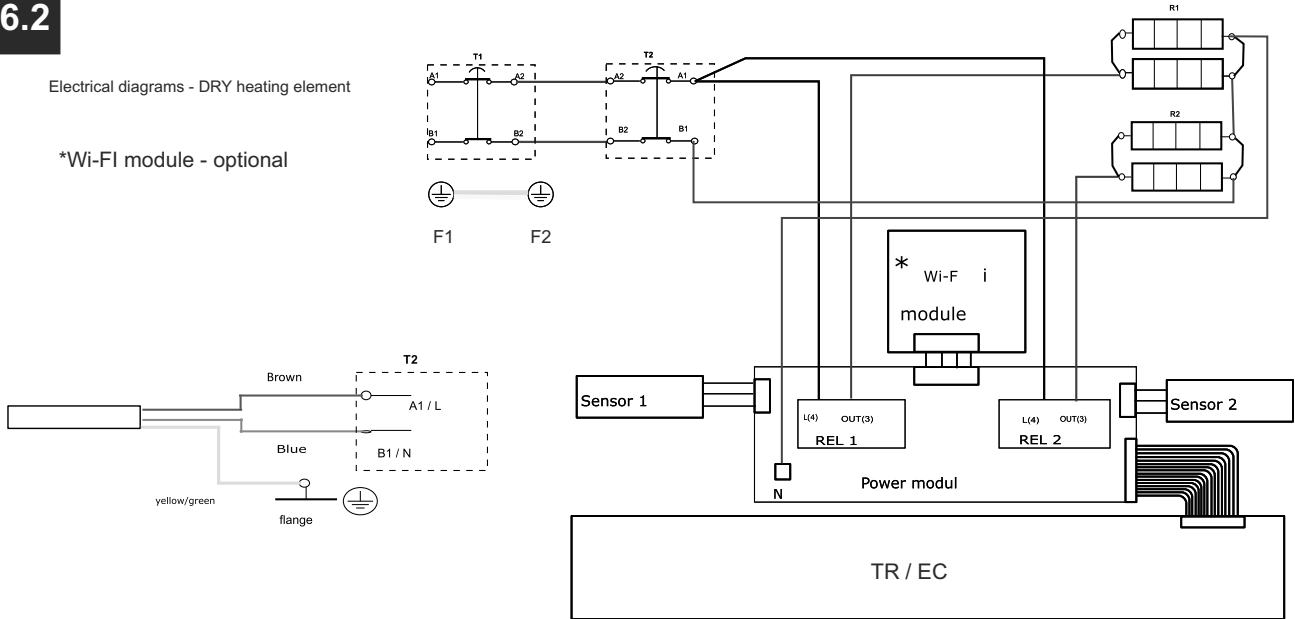 6.2
Electrical diagrams - DRY heating element
*Wi-FI module - optional
T1
A1
A2
B1
B2
T2
A2
A1
B2
B1
F1
F2
R1
R2
* Wi-F i
module
Sensor 1
Sensor 2
L(4)
OUT(3)
REL 1
L(4)
OUT(3)
REL 2
N
Power modul
TR / EC
T2
Brown
A1 / L
Blue
B1 / N
yellow/green
flange